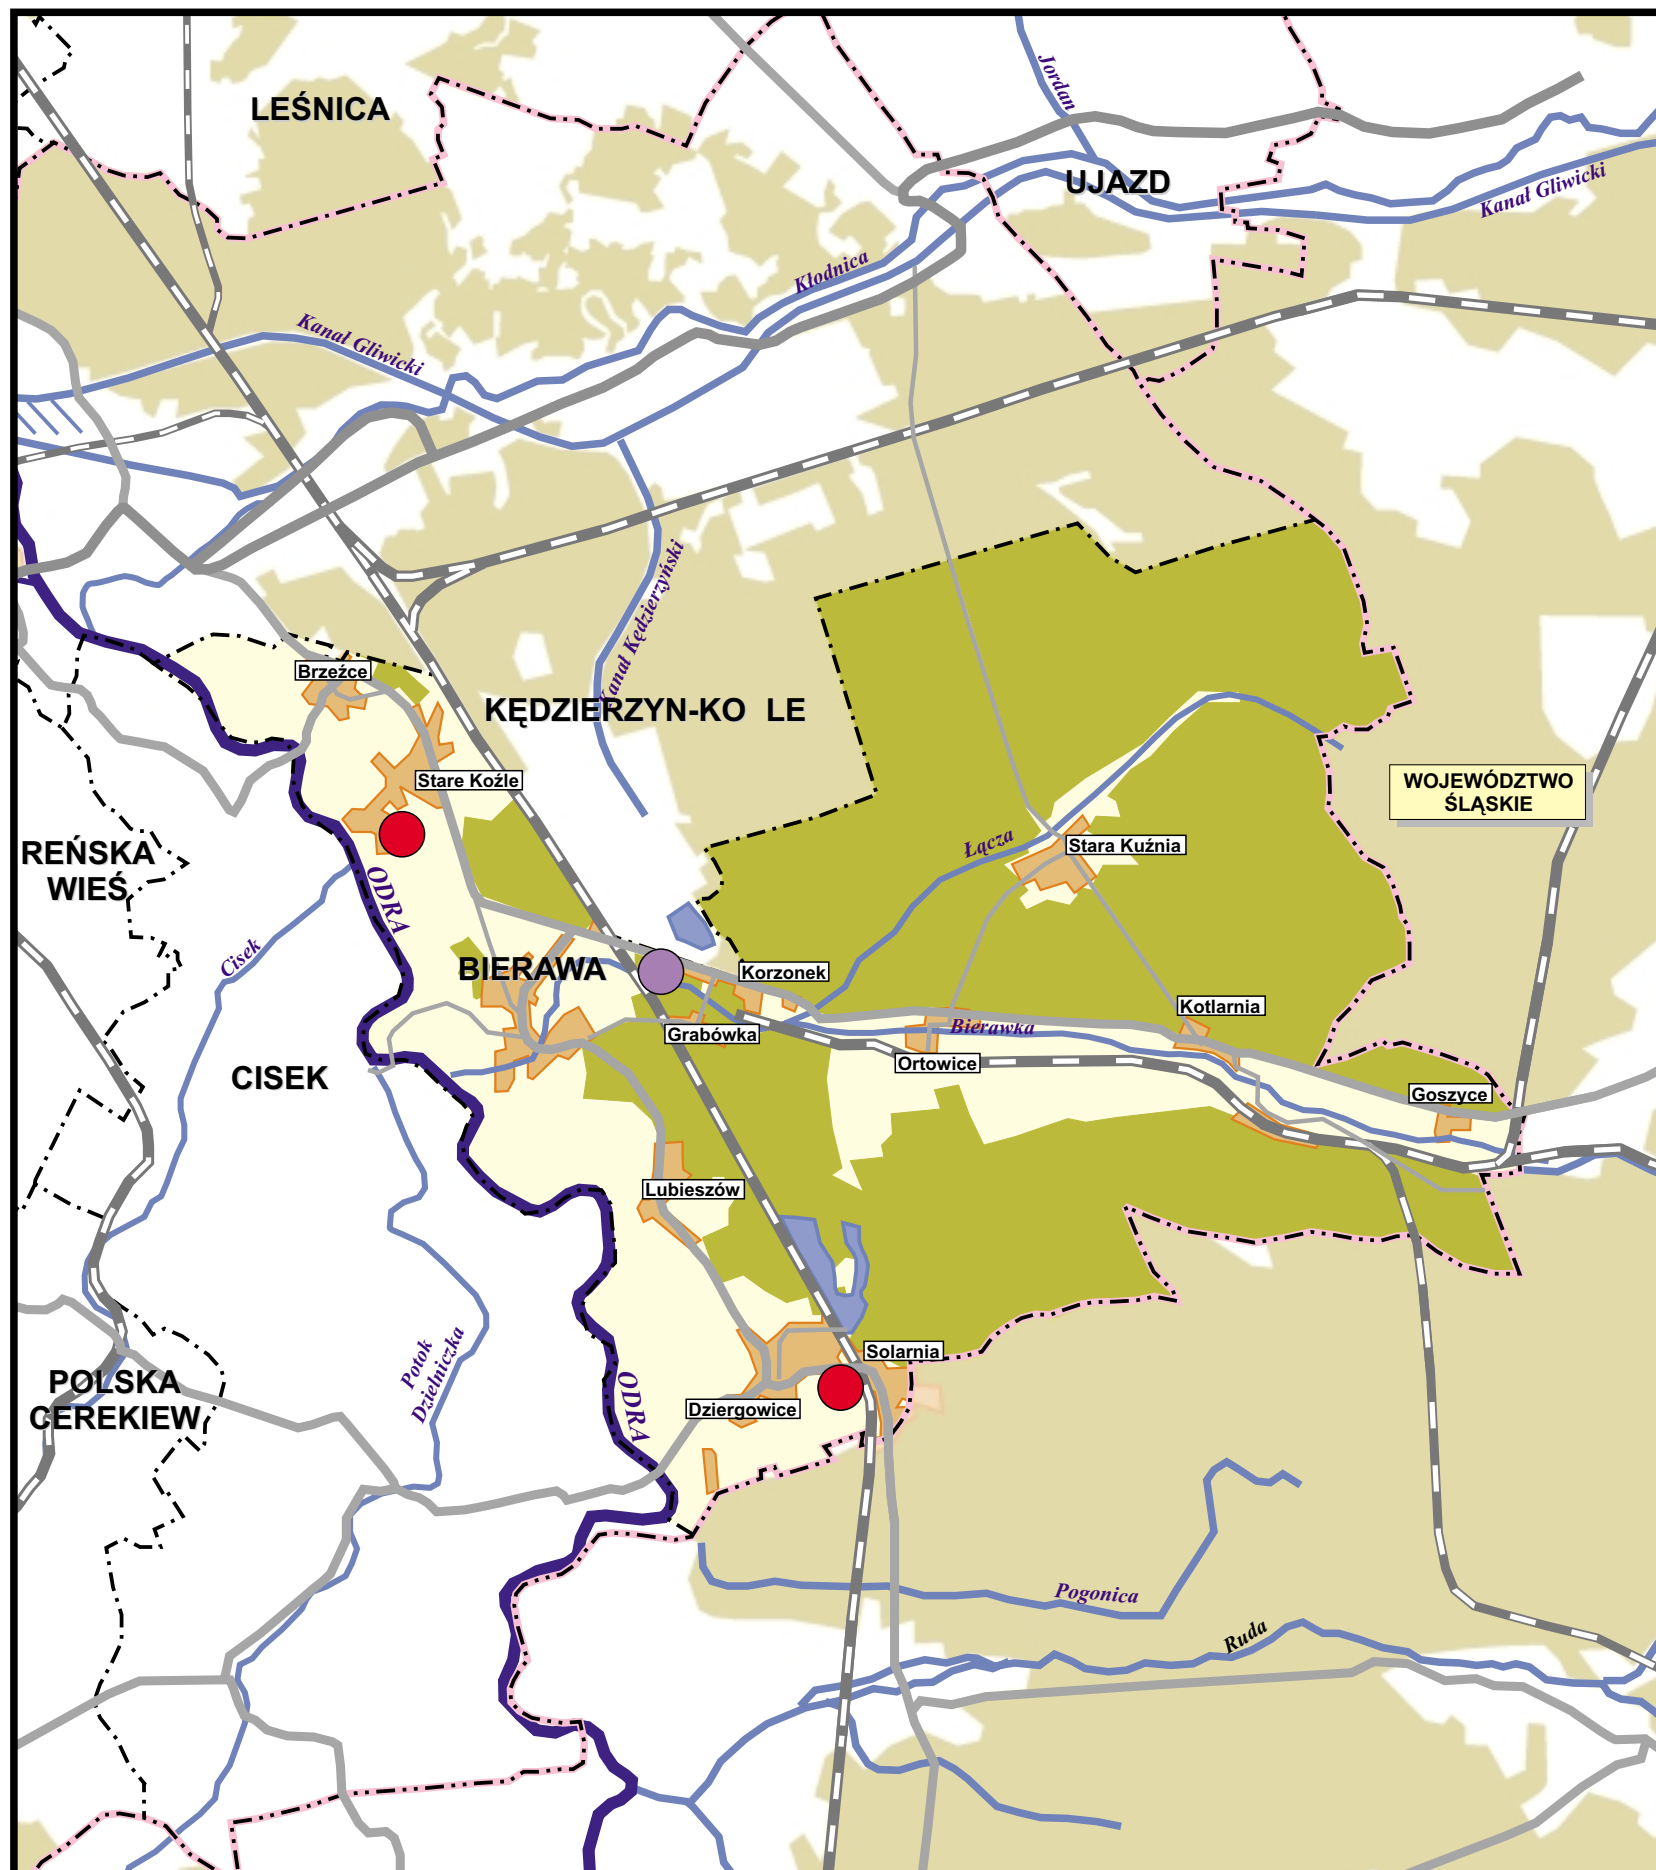 LEŚNICA
Jordan
UJAZD
Kanał Gliwicki
Kłodnica
Kanał Gliwicki
Kanał Kędzierzyński
Brzeźce
KĘDZIERZYN-KO LE
Stare Koźle
WOJEWÓDZTWO
ŚLĄSKIE
REŃSKA
WIEŚ
ODRA
Łącza
Stara Kuźnia
Cisek
BIERAWA
Korzonek
Kotlarnia
Grabówka
Bierawka
Ortowice
CISEK
Goszyce
Lubieszów
Potok
Dzielniczka
Solarnia
POLSKA
CEREKIEW
ODRA
Dziergowice
Pogonica
Ruda